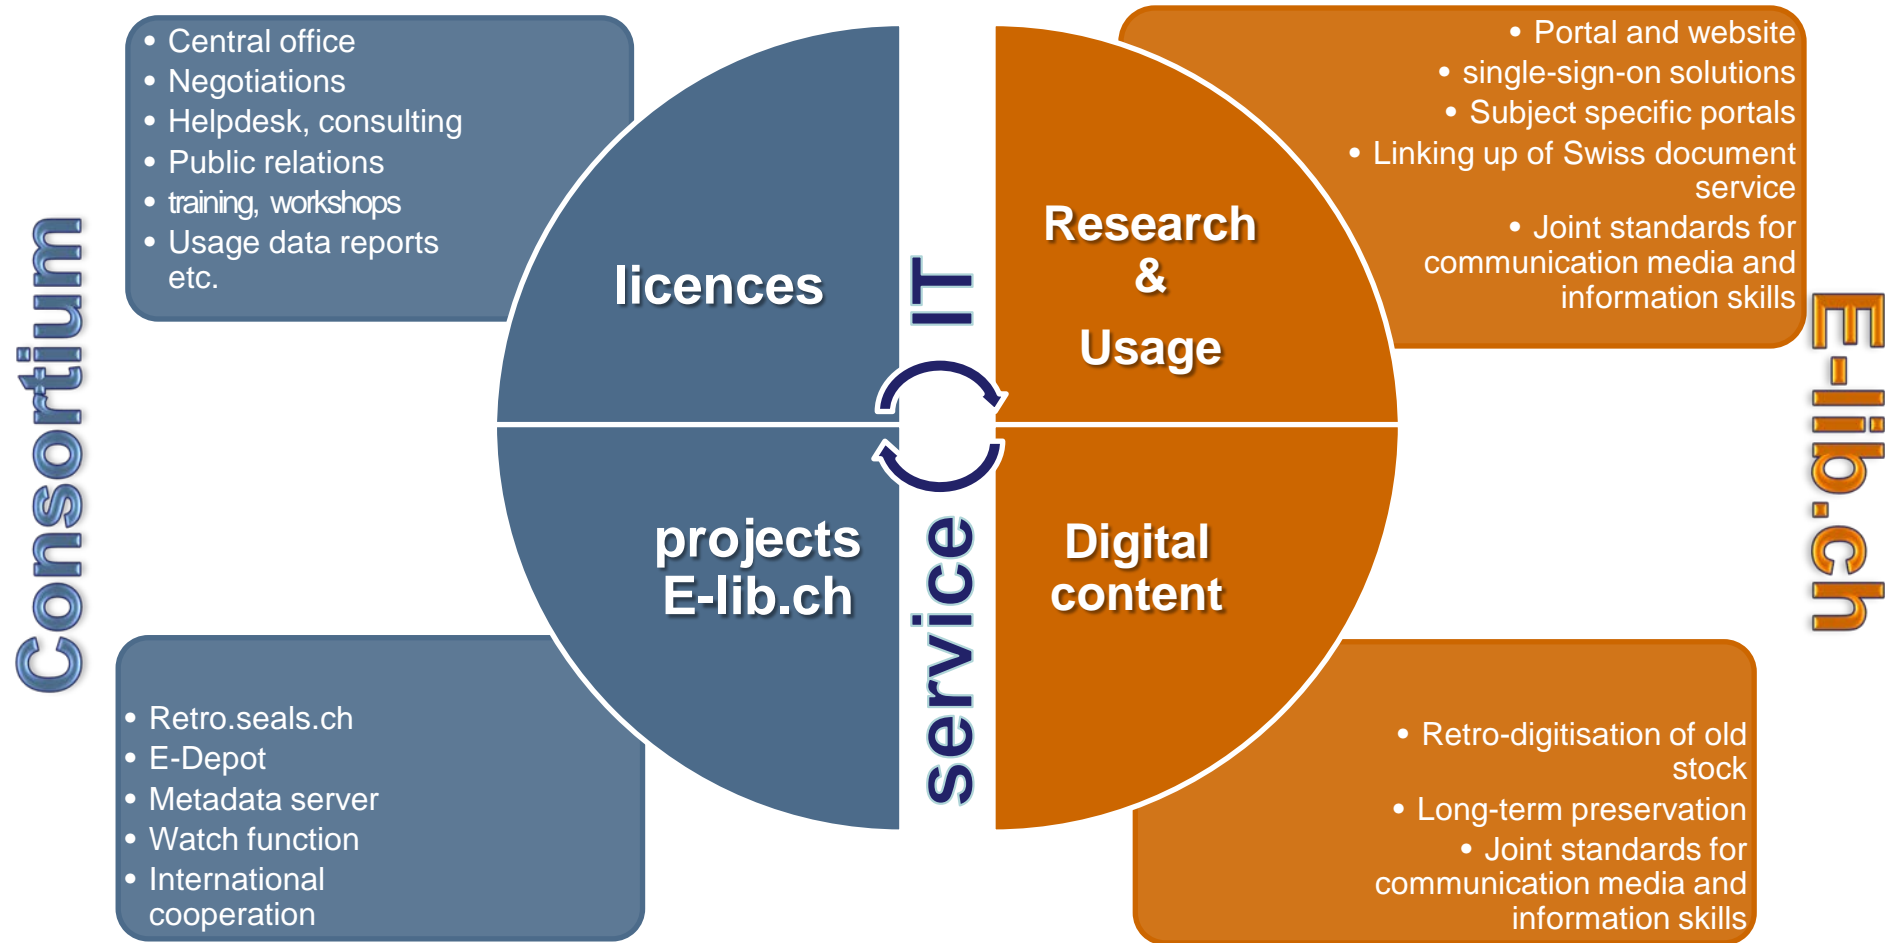 • Central office
• Negotiations
• Helpdesk, consulting
• Public relations
• training, workshops
• Usage data reports
etc.
Consortium
licences
projects
E-lib.ch
• Retro.seals.ch
• E-Depot
• Metadata server
• Watch function
• International
cooperation
IT
service
Research
&
Usage
Digital
content
• Portal and website
• single-sign-on solutions
• Subject specific portals
• Linking up of Swiss document
service
• Joint standards for
communication media and
information skills
E-lib.ch
• Retro-digitisation of old
stock
• Long-term preservation
• Joint standards for
communication media and
information skills